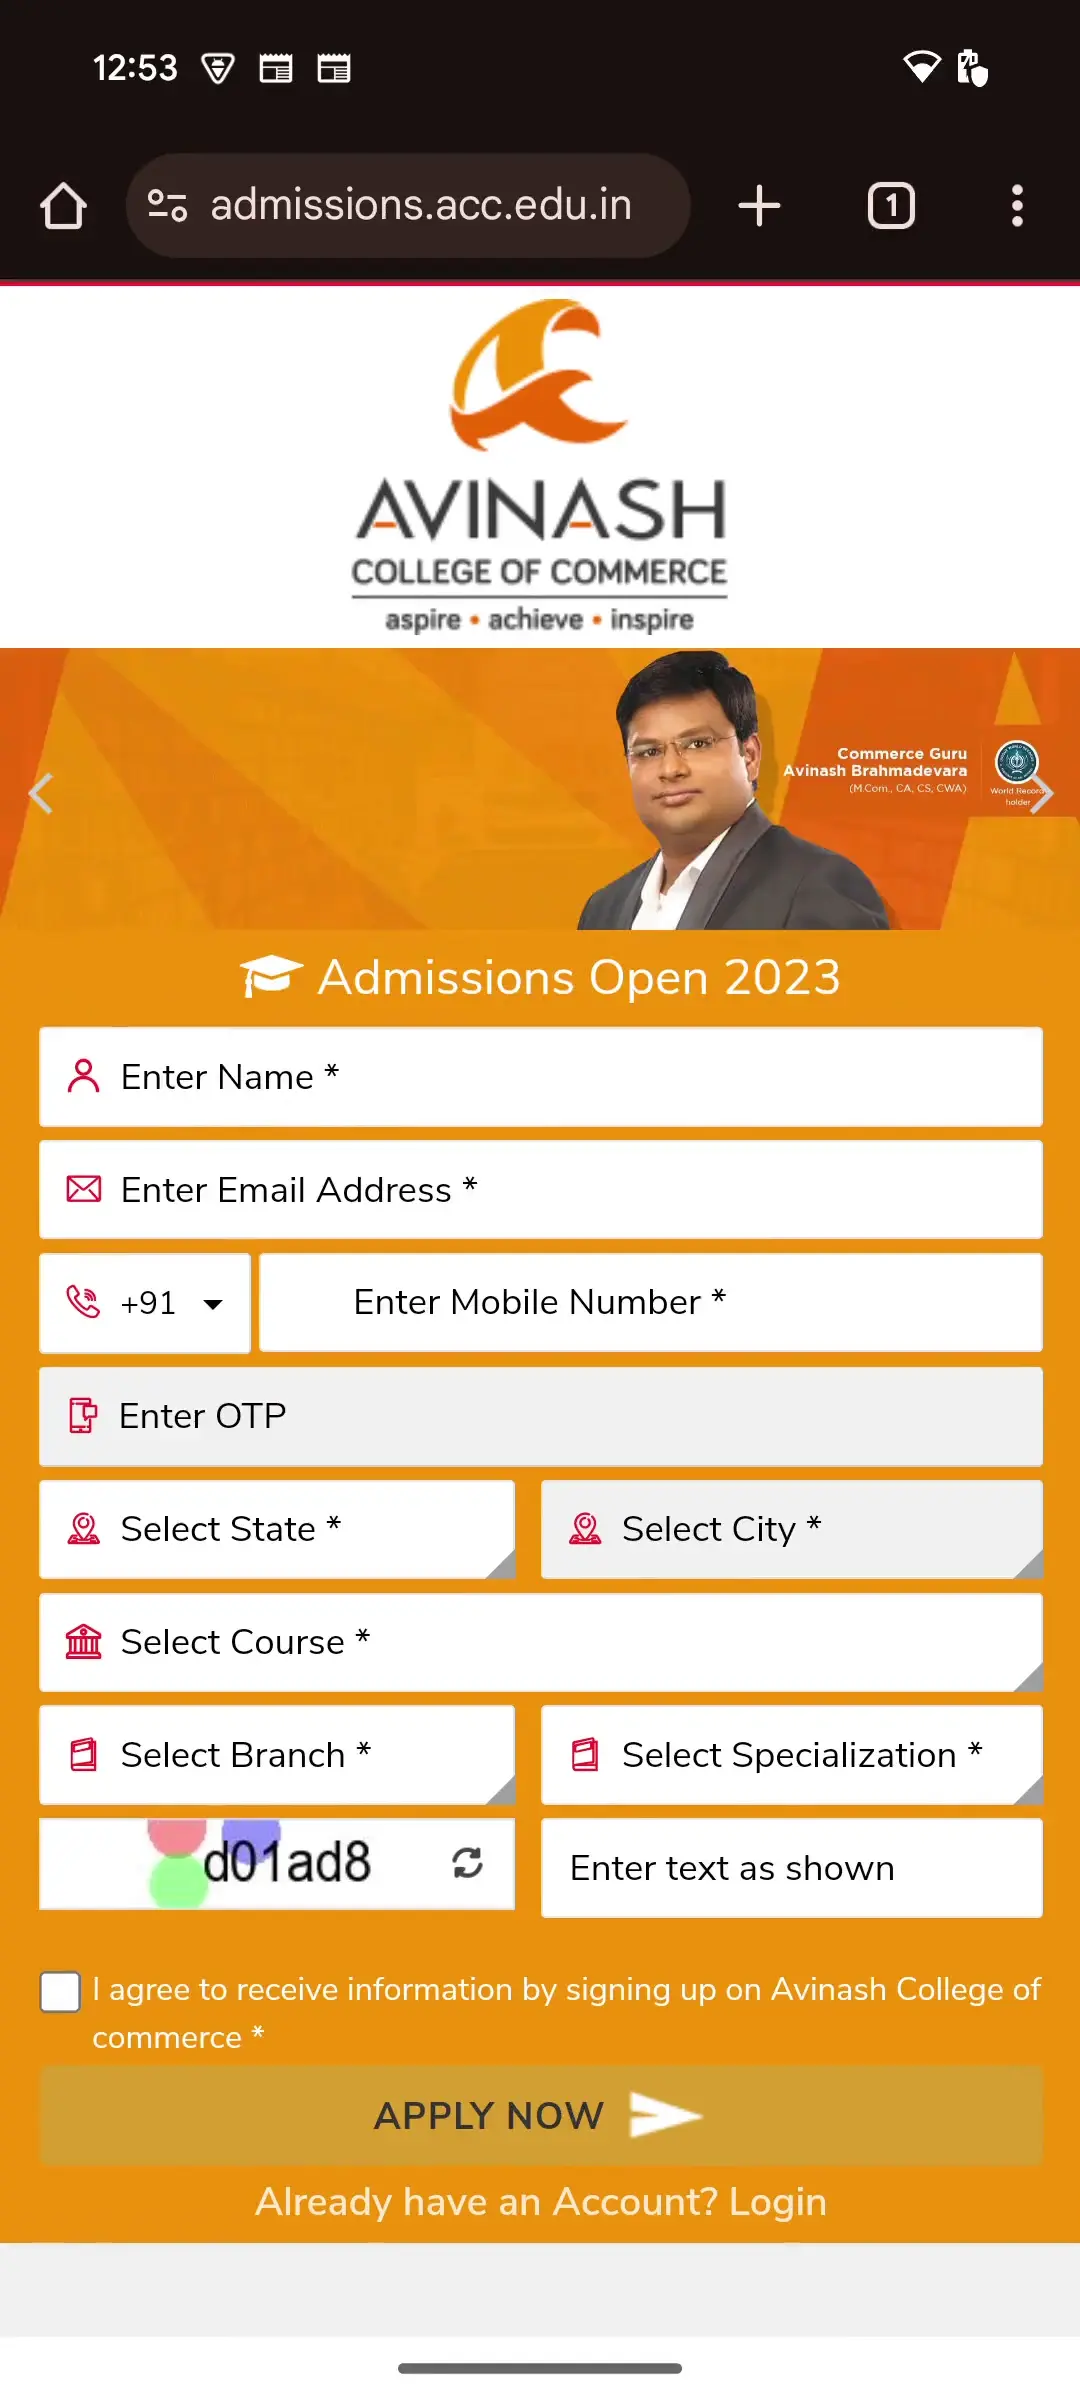 12:53
admissions.acc.edu.in
1
AVINASH
COLLEGE OF COMMERCE
aspire • achieve • inspire
Commerce Guru
Avinash Brahmadevara
(M.Com., CA, CS, CWA)
World Record
holder
Admissions Open 2023
Enter Name *
Enter Email Address *
+91
Enter Mobile Number *
Enter OTP
Select State *
Select City *
Select Course *
Select Branch *
Select Specialization *
d01ad8
Enter text as shown
I agree to receive information by signing up on Avinash College of
commerce *
APPLY NOW
Already have an Account? Login